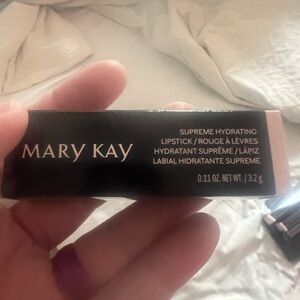 MARY KAY
SUPREME HYDRATING
LIPSTICK / ROUGE À LÈVRES
HYDRATANT SUPRÊME / LÁPIZ
LABIAL HIDRATANTE SUPREME
0.11 OZ. NET WT. / 3.2 g